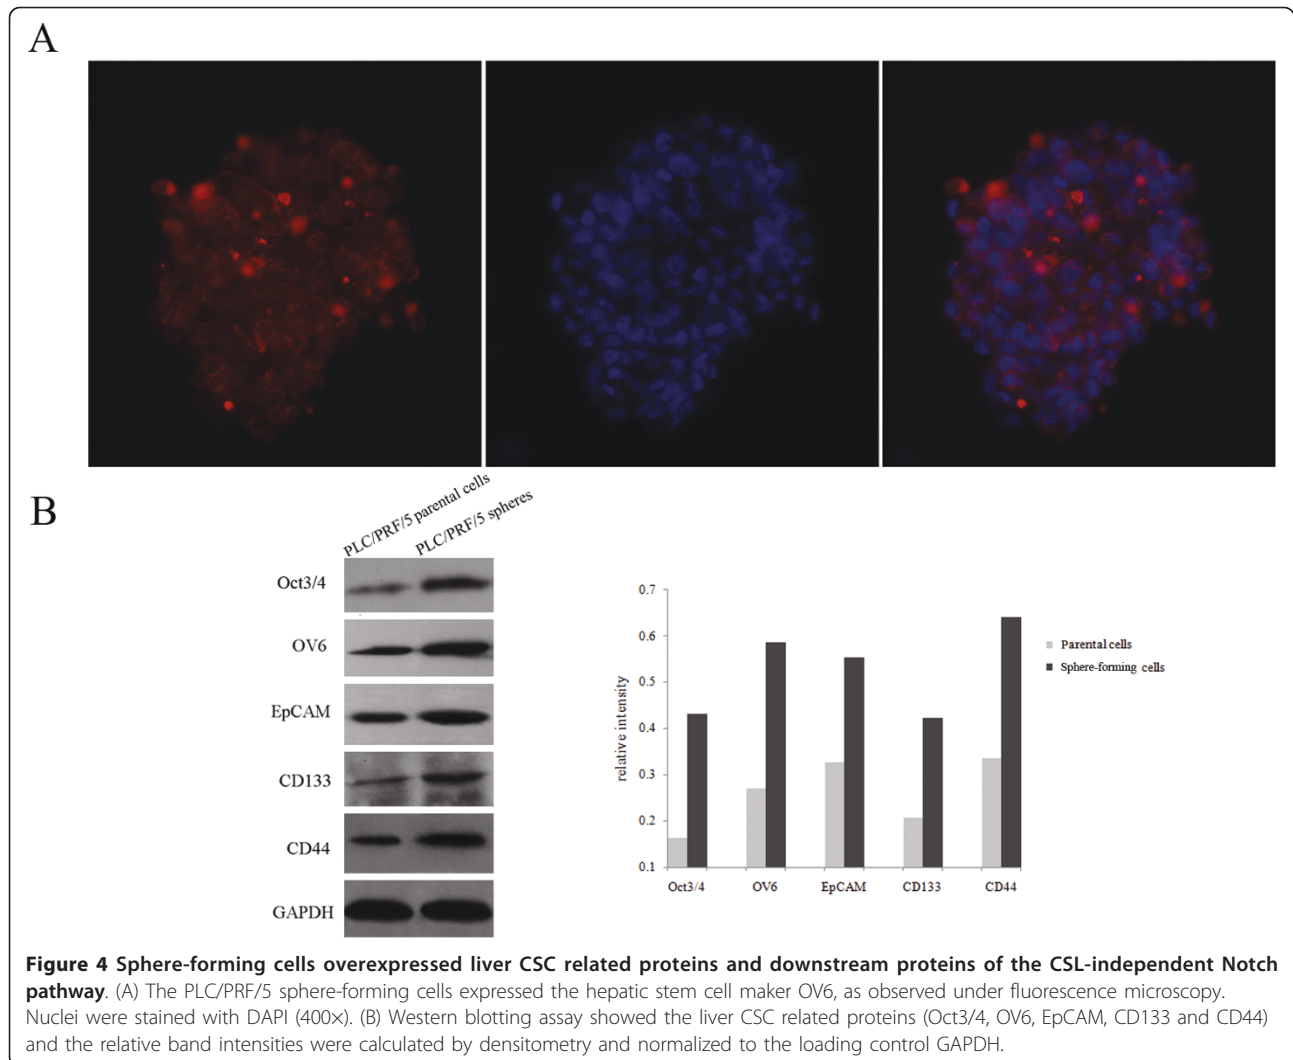 A
B
PLC/PRF/5 parental cells
PLC/PRF/5 spheres
Oct3/4
OV6
EpCAM
CD133
CD44
GAPDH
0.7
0.6
0.5
0.4
0.3
0.2
0.1
relative intensity
Oct3/4 OV6 EpCAM CD133 CD44
Parental cells
Sphere-forming cells
Figure 4 Sphere-forming cells overexpressed liver CSC related proteins and downstream proteins of the CSL-independent Notch
pathway. (A) The PLC/PRF/5 sphere-forming cells expressed the hepatic stem cell maker OV6, as observed under fluorescence microscopy.
Nuclei were stained with DAPI (400×). (B) Western blotting assay showed the liver CSC related proteins (Oct3/4, OV6, EpCAM, CD133 and CD44)
and the relative band intensities were calculated by densitometry and normalized to the loading control GAPDH.